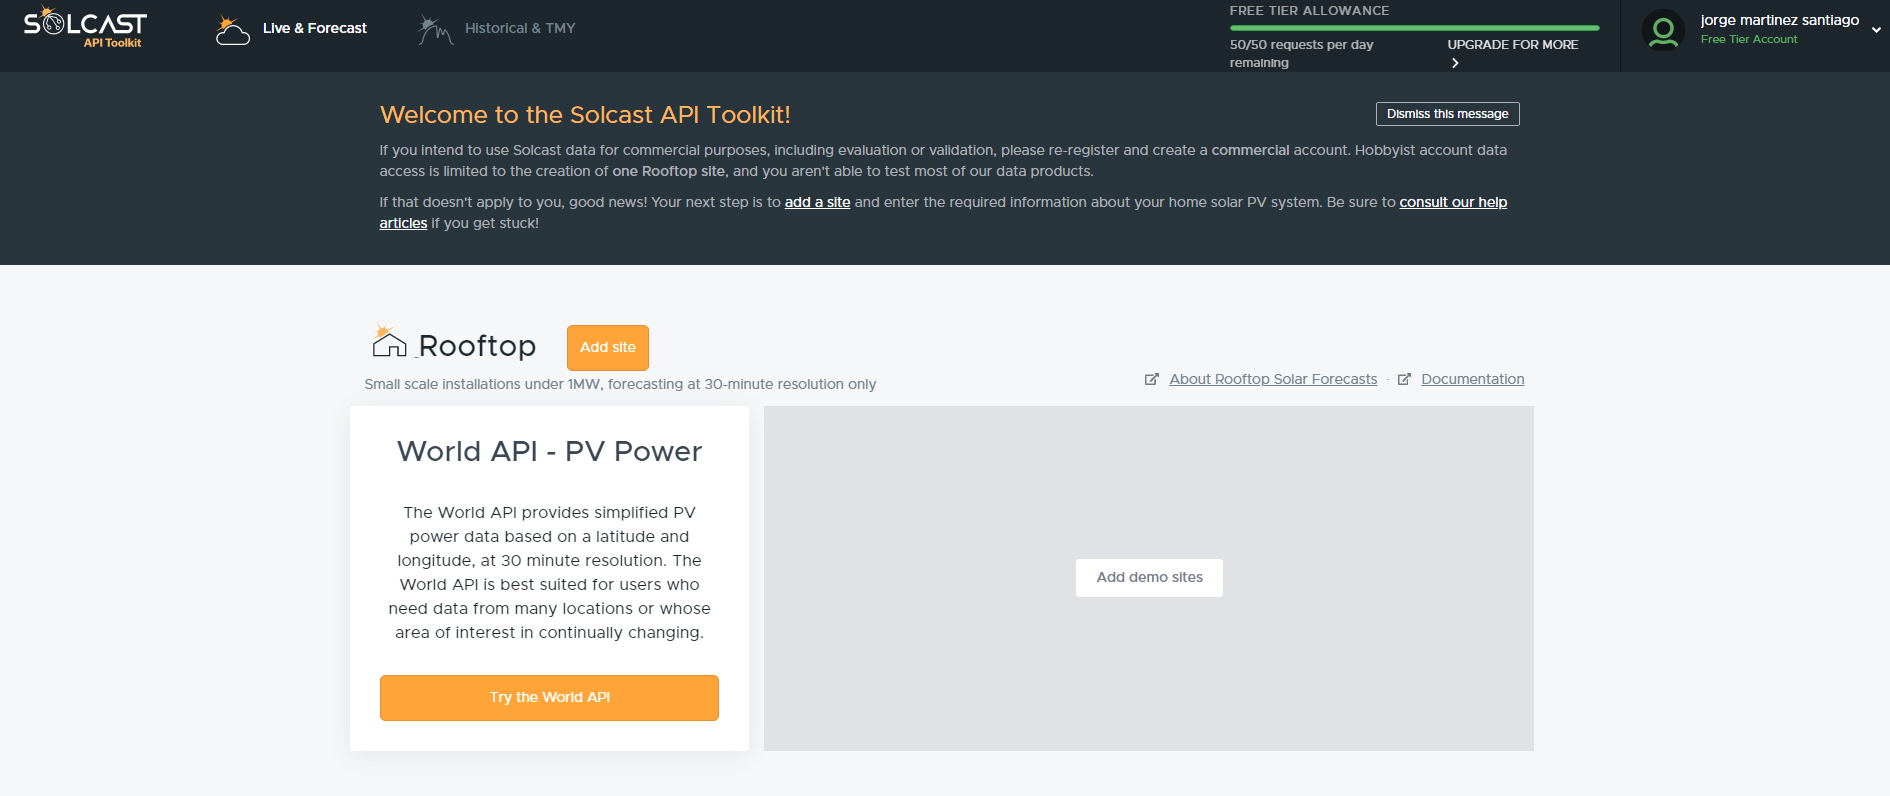 SOLCAST
API Toolkit
Live & Forecast
Historical & TMY
FREE TIER ALLOWANCE
50/50 requests per day
remaining
UPGRADE FOR MORE
jorge martinez santiago
Free Tier Account
Welcome to the Solcast API Toolkit!
Dismiss this message
If you intend to use Solcast data for commercial purposes, including evaluation or validation, please re-register and create a commercial account. Hobbyist account data
access is limited to the creation of one Rooftop site, and you aren't able to test most of our data products.
If that doesn't apply to you, good news! Your next step is to add a site and enter the required information about your home solar PV system. Be sure to consult our help
articles if you get stuck!
Rooftop
Add site
Small scale installations under 1MW, forecasting at 30-minute resolution only
About Rooftop Solar Forecasts · Documentation
World API - PV Power
The World API provides simplified PV
power data based on a latitude and
longitude, at 30 minute resolution. The
World API is best suited for users who
need data from many locations or whose
area of interest in continually changing.
Try the World API
Add demo sites